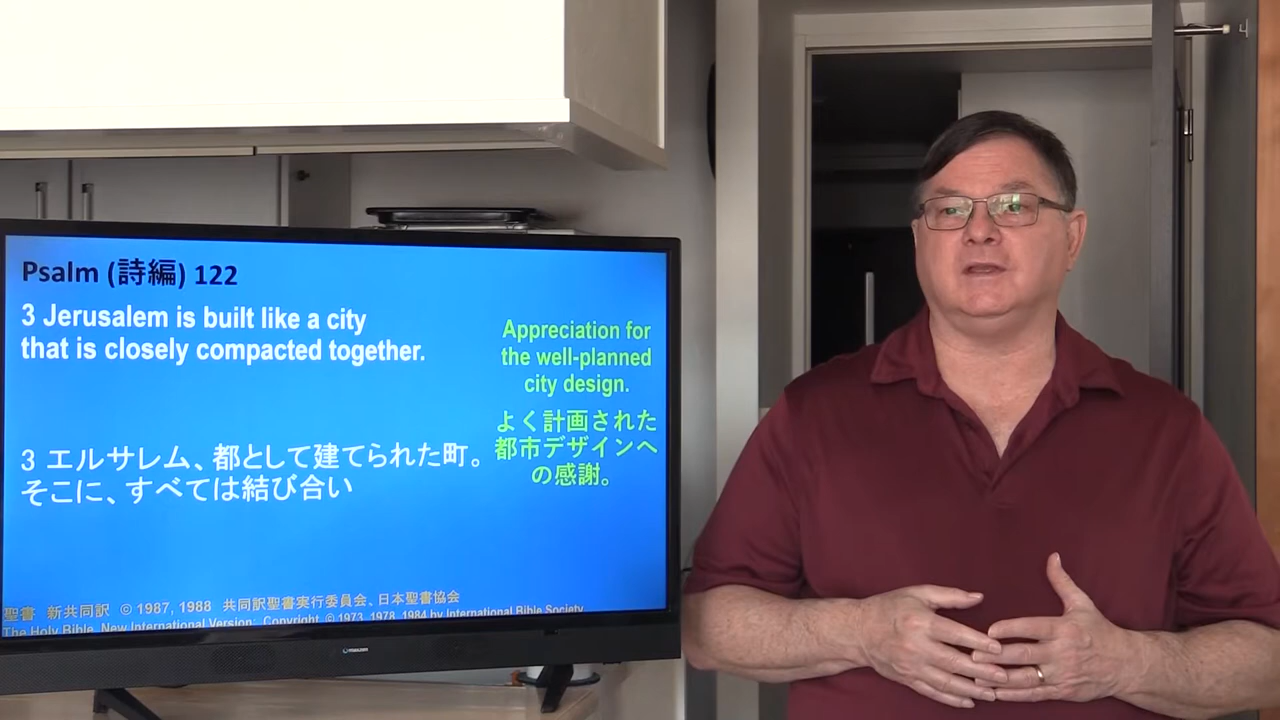 Psalm (詩編) 122
3 Jerusalem is built like a city
that is closely compacted together.
Appreciation for
the well-planned
city design.
よく計画された
都市デザインへ
の感謝。
3 エルサレム、都として建てられた町。
そこに、すべては結び合い
聖書 新共同訳 © 1987, 1988 共同訳聖書実行委員会、日本聖書協会
The Holy Bible, New International Version. Copyright © 1973, 1978, 1984 by International Bible Society